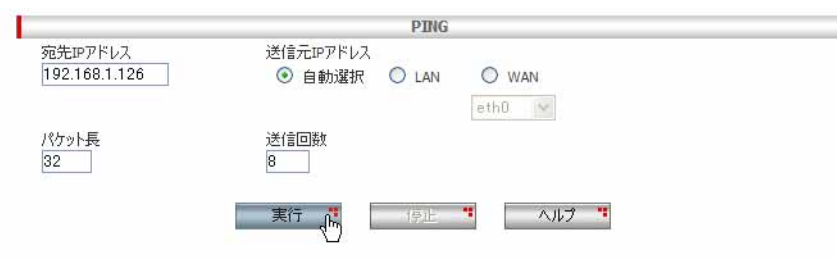 PING
宛先IPアドレス 送信元IPアドレス
192.168.1.126 自動選択 LAN WAN
eth0
パケット長 送信回数
32 8
実行 停止 ヘルプ